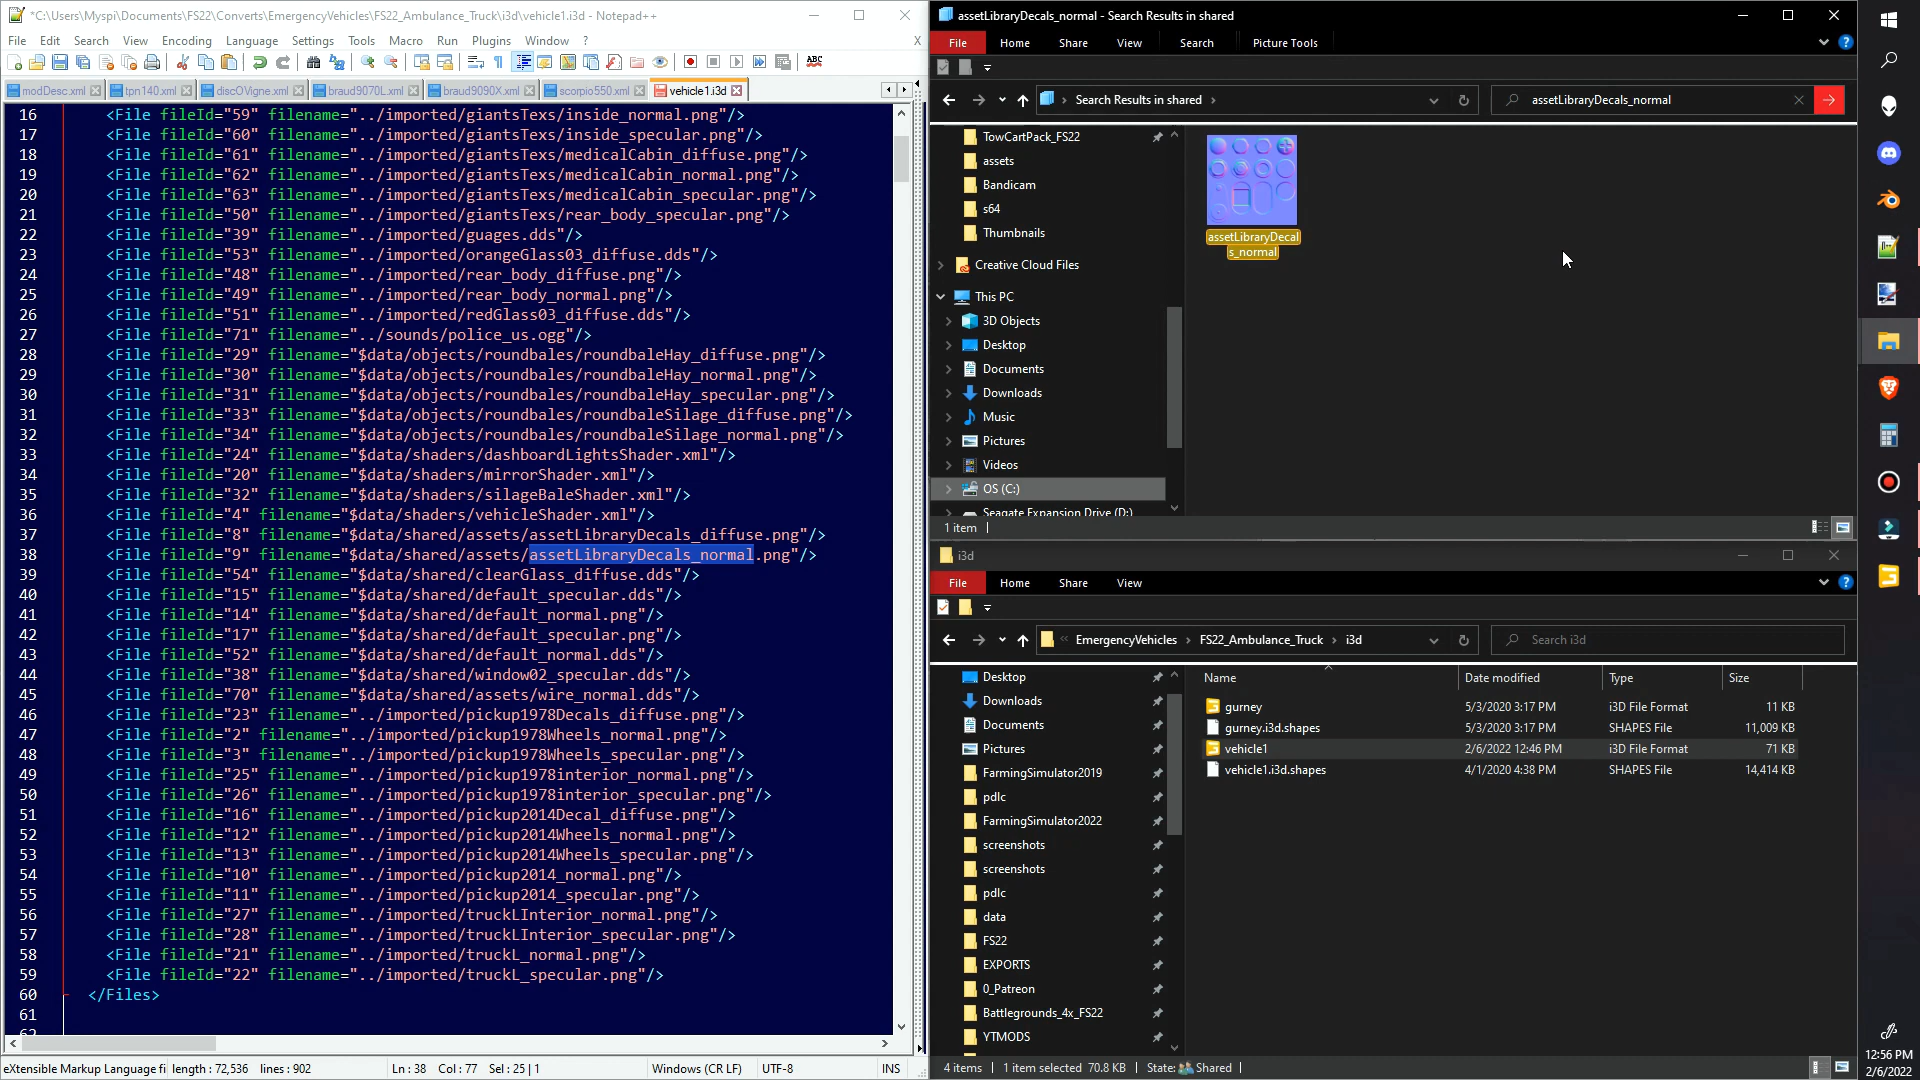 *C:\Users\Myspi\Documents\FS22\Converts\EmergencyVehicles\FS22_Ambulance_Truck\i3d\vehicle1.i3d - Notepad++
File Edit Search View Encoding Language Settings Tools Macro Run Plugins Window ? X
modDesc.xml tpn140.xml discOVigne.xml braud9070L.xml braud9090X.xml scorpio550.xml vehicle1.i3d
16 <File fileId="59" filename="../imported/giantsTexs/inside_normal.png"/>
17 <File fileId="60" filename="../imported/giantsTexs/inside_specular.png"/>
18 <File fileId="61" filename="../imported/giantsTexs/medicalCabin_diffuse.png"/>
19 <File fileId="62" filename="../imported/giantsTexs/medicalCabin_normal.png"/>
20 <File fileId="63" filename="../imported/giantsTexs/medicalCabin_specular.png"/>
21 <File fileId="50" filename="../imported/giantsTexs/rear_body_specular.png"/>
22 <File fileId="39" filename="../imported/guages.dds"/>
23 <File fileId="53" filename="../imported/orangeGlass03_diffuse.dds"/>
24 <File fileId="48" filename="../imported/rear_body_diffuse.png"/>
25 <File fileId="49" filename="../imported/rear_body_normal.png"/>
26 <File fileId="51" filename="../imported/redGlass03_diffuse.dds"/>
27 <File fileId="71" filename="../sounds/police_us.ogg"/>
28 <File fileId="29" filename="$data/objects/roundbales/roundbaleHay_diffuse.png"/>
29 <File fileId="30" filename="$data/objects/roundbales/roundbaleHay_normal.png"/>
30 <File fileId="31" filename="$data/objects/roundbales/roundbaleHay_specular.png"/>
31 <File fileId="33" filename="$data/objects/roundbales/roundbaleSilage_diffuse.png"/>
32 <File fileId="34" filename="$data/objects/roundbales/roundbaleSilage_normal.png"/>
33 <File fileId="24" filename="$data/shaders/dashboardLightsShader.xml"/>
34 <File fileId="20" filename="$data/shaders/mirrorShader.xml"/>
35 <File fileId="32" filename="$data/shaders/silageBaleShader.xml"/>
36 <File fileId="4" filename="$data/shaders/vehicleShader.xml"/>
37 <File fileId="8" filename="$data/shared/assets/assetLibraryDecals_diffuse.png"/>
38 <File fileId="9" filename="$data/shared/assets/assetLibraryDecals_normal.png"/>
39 <File fileId="54" filename="$data/shared/clearGlass_diffuse.dds"/>
40 <File fileId="15" filename="$data/shared/default_specular.dds"/>
41 <File fileId="14" filename="$data/shared/default_normal.png"/>
42 <File fileId="17" filename="$data/shared/default_specular.png"/>
43 <File fileId="52" filename="$data/shared/default_normal.dds"/>
44 <File fileId="38" filename="$data/shared/window02_specular.dds"/>
45 <File fileId="70" filename="$data/shared/assets/wire_normal.dds"/>
46 <File fileId="23" filename="../imported/pickup1978Decals_diffuse.png"/>
47 <File fileId="2" filename="../imported/pickup1978Wheels_normal.png"/>
48 <File fileId="3" filename="../imported/pickup1978Wheels_specular.png"/>
49 <File fileId="25" filename="../imported/pickup1978interior_normal.png"/>
50 <File fileId="26" filename="../imported/pickup1978interior_specular.png"/>
51 <File fileId="16" filename="../imported/pickup2014Decal_diffuse.png"/>
52 <File fileId="12" filename="../imported/pickup2014Wheels_normal.png"/>
53 <File fileId="13" filename="../imported/pickup2014Wheels_specular.png"/>
54 <File fileId="10" filename="../imported/pickup2014_normal.png"/>
55 <File fileId="11" filename="../imported/pickup2014_specular.png"/>
56 <File fileId="27" filename="../imported/truckLInterior_normal.png"/>
57 <File fileId="28" filename="../imported/truckLInterior_specular.png"/>
58 <File fileId="21" filename="../imported/truckL_normal.png"/>
59 <File fileId="22" filename="../imported/truckL_specular.png"/>
60 </Files>
61
62
eXtensible Markup Language fi length : 72,536 lines : 902 Ln : 38 Col : 77 Sel : 25 | 1 Windows (CR LF) UTF-8 INS
assetLibraryDecals_normal - Search Results in shared
File Home Share View Search Picture Tools
Search Results in shared
assetLibraryDecals_normal
TowCartPack_FS22
assets
Bandicam
s64
Thumbnails
Creative Cloud Files
This PC
3D Objects
Desktop
Documents
Downloads
Music
Pictures
Videos
OS (C:)
Seagate Expansion Drive (D:)
assetLibraryDecal
s_normal
1 item
i3d
File Home Share View
« EmergencyVehicles FS22_Ambulance_Truck i3d
Search i3d
Desktop
Downloads
Documents
Pictures
FarmingSimulator2019
pdlc
FarmingSimulator2022
screenshots
screenshots
pdlc
data
FS22
EXPORTS
0_Patreon
Battlegrounds_4x_FS22
YTMODS
Name Date modified Type Size
gurney 5/3/2020 3:17 PM i3D File Format 11 KB
gurney.i3d.shapes 5/3/2020 3:17 PM SHAPES File 11,009 KB
vehicle1 2/6/2022 12:46 PM i3D File Format 71 KB
vehicle1.i3d.shapes 4/1/2020 4:38 PM SHAPES File 14,414 KB
4 items 1 item selected 70.8 KB State: Shared
12:56 PM
2/6/2022